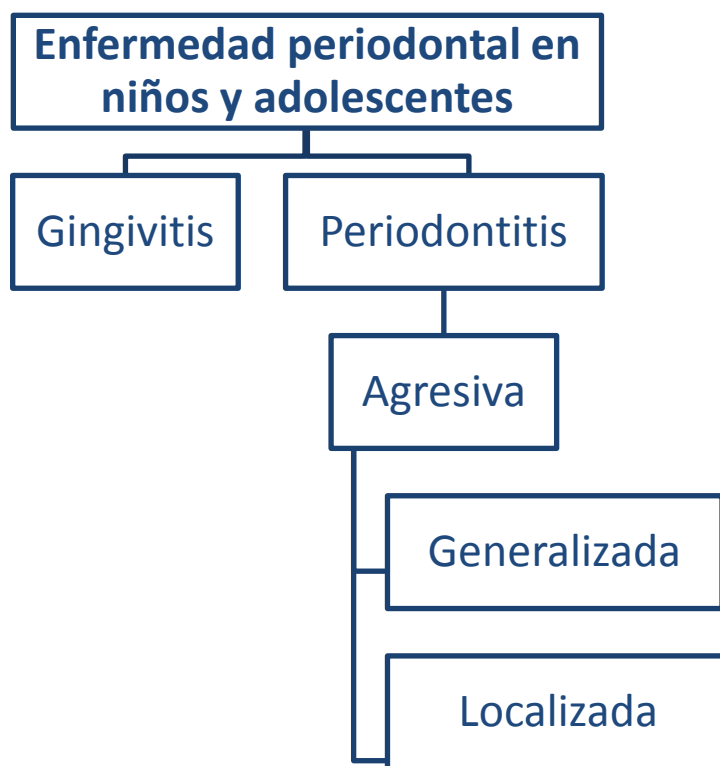 Enfermedad periodontal en
niños y adolescentes
Gingivitis
Periodontitis
Agresiva
Generalizada
Localizada